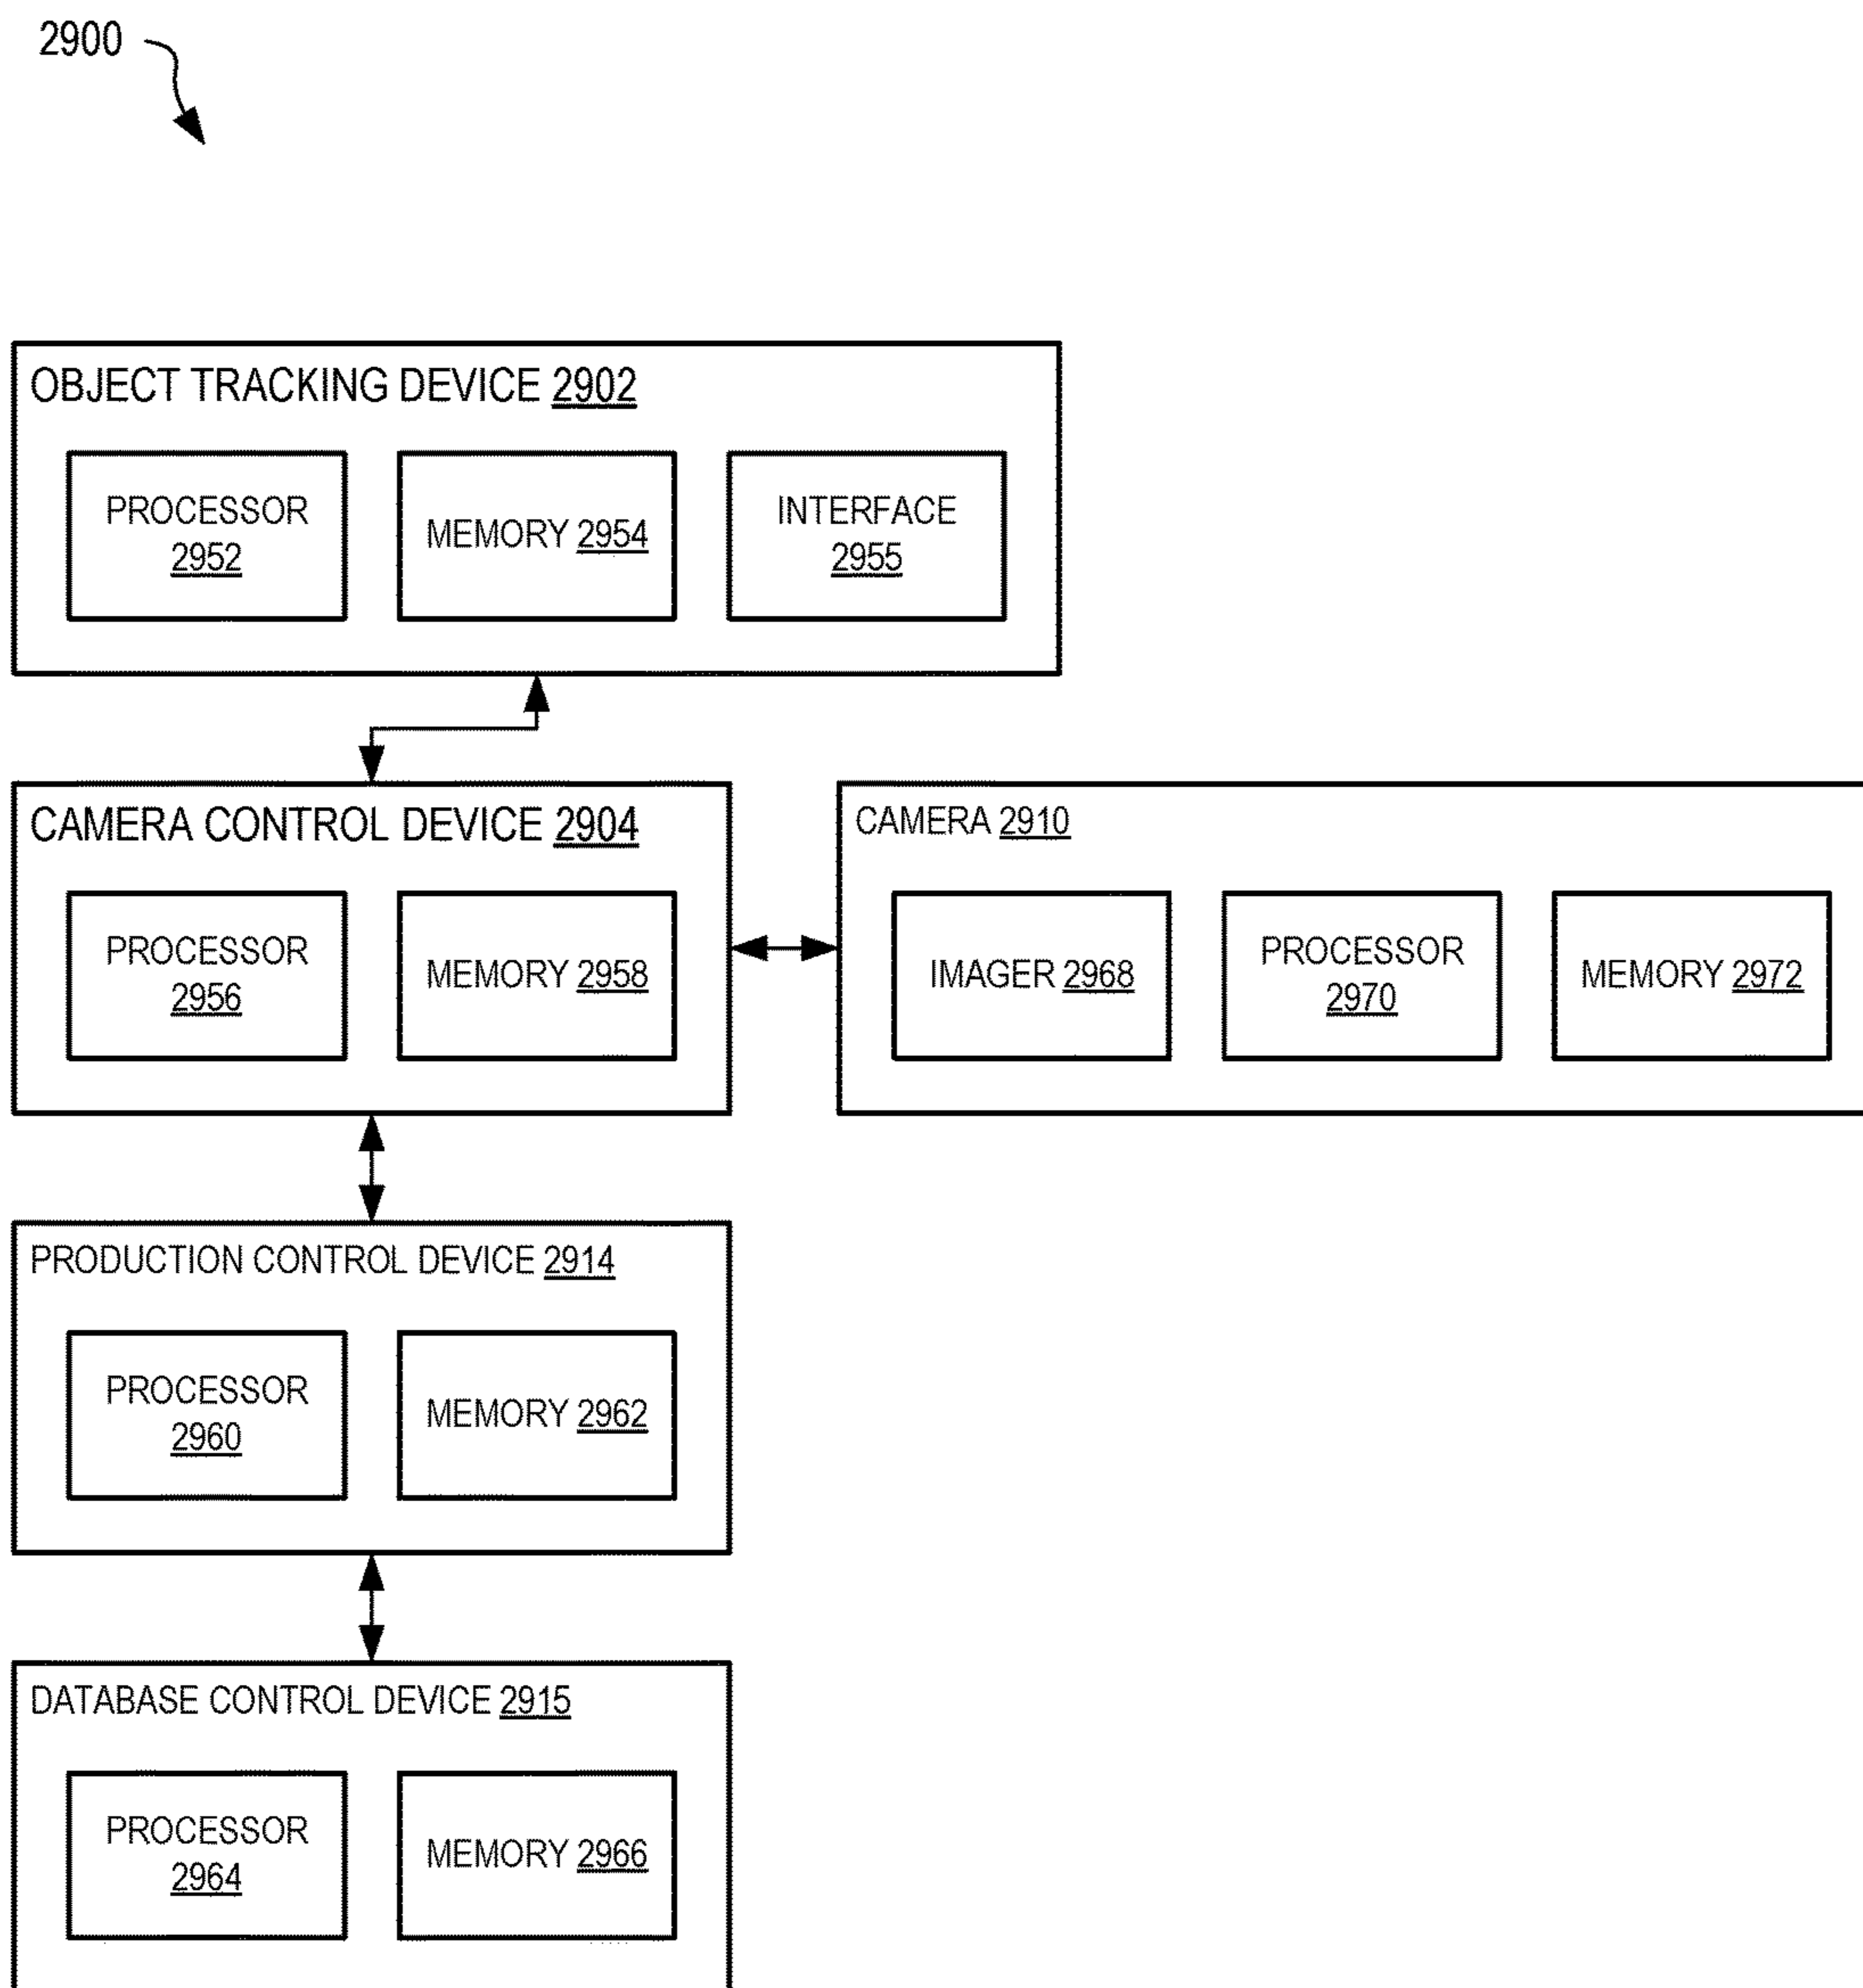 2900
OBJECT TRACKING DEVICE 2902
PROCESSOR
2952
MEMORY 2954
INTERFACE
2955
CAMERA CONTROL DEVICE 2904
PROCESSOR
2956
MEMORY 2958
CAMERA 2910
IMAGER 2968
PROCESSOR
2970
MEMORY 2972
PRODUCTION CONTROL DEVICE 2914
PROCESSOR
2960
MEMORY 2962
DATABASE CONTROL DEVICE 2915
PROCESSOR
2964
MEMORY 2966